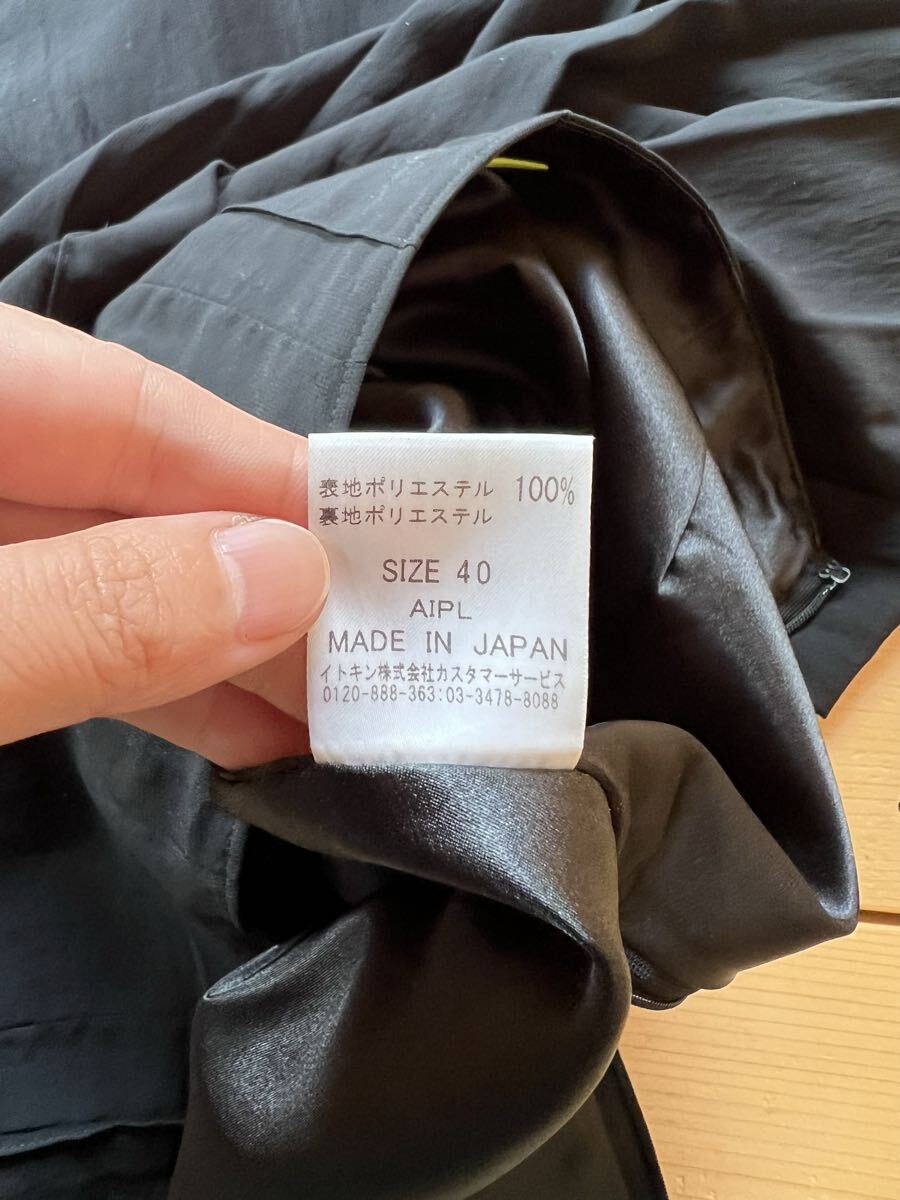 表地ポリエステル 100%
裏地ポリエステル
SIZE 40
AIPL
MADE IN JAPAN
イトキン株式会社カスタマーサービス
0120-888-363:03-3478-8088